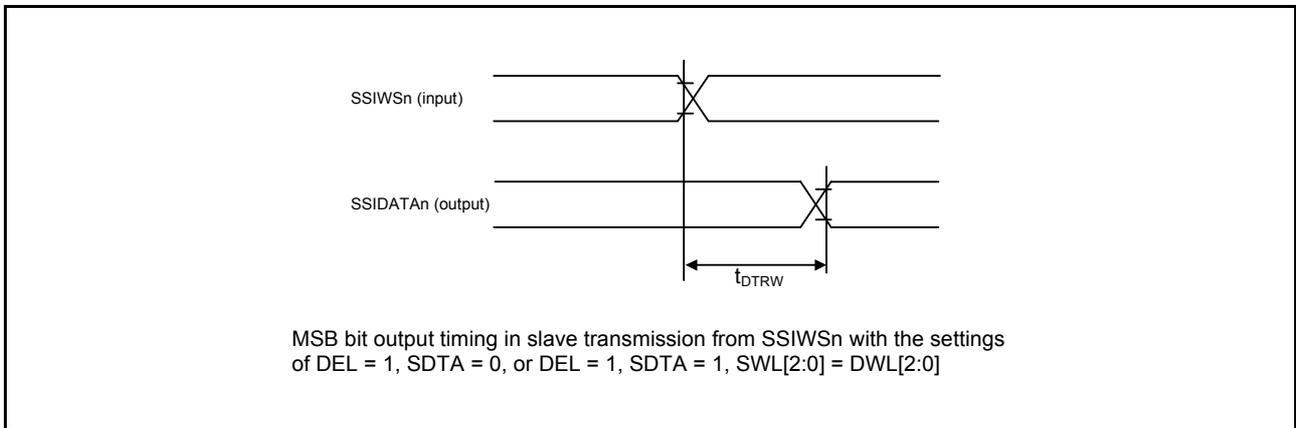 SSIWSn (input)
SSIDATAn (output)
tDTRW
MSB bit output timing in slave transmission from SSIWSn with the settings
of DEL = 1, SDTA = 0, or DEL = 1, SDTA = 1, SWL[2:0] = DWL[2:0]